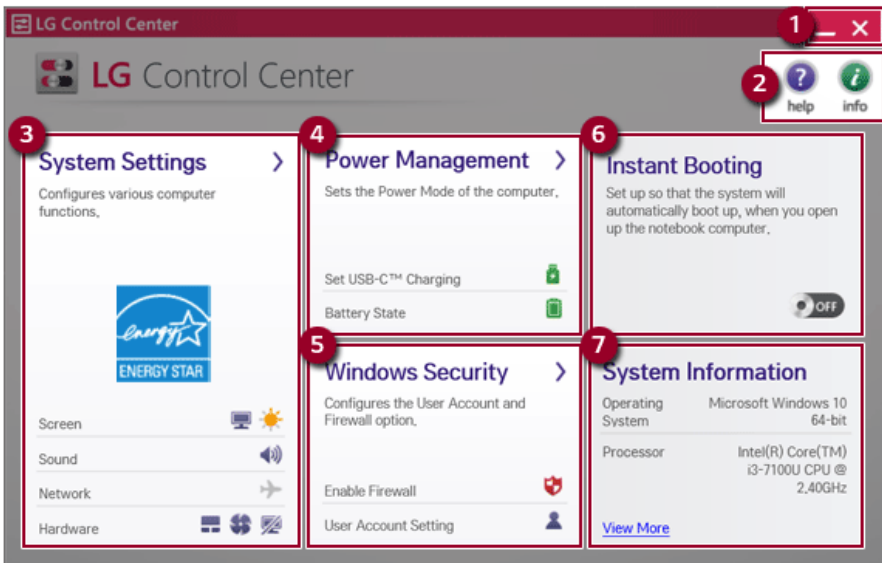 LG Control Center
1
LG Control Center
2
help
info
3
System Settings
Configures various computer
functions.
energy
ENERGY STAR
Screen
Sound
Network
Hardware
4
Power Management
Sets the Power Mode of the computer.
Set USB-C™ Charging
Battery State
5
Windows Security
Configures the User Account and
Firewall option.
Enable Firewall
User Account Setting
6
Instant Booting
Set up so that the system will
automatically boot up, when you open
up the notebook computer.
OFF
7
System Information
Operating System
Microsoft Windows 10
64-bit
Processor
Intel(R) Core(TM)
i3-7100U CPU @
2.40GHz
View More